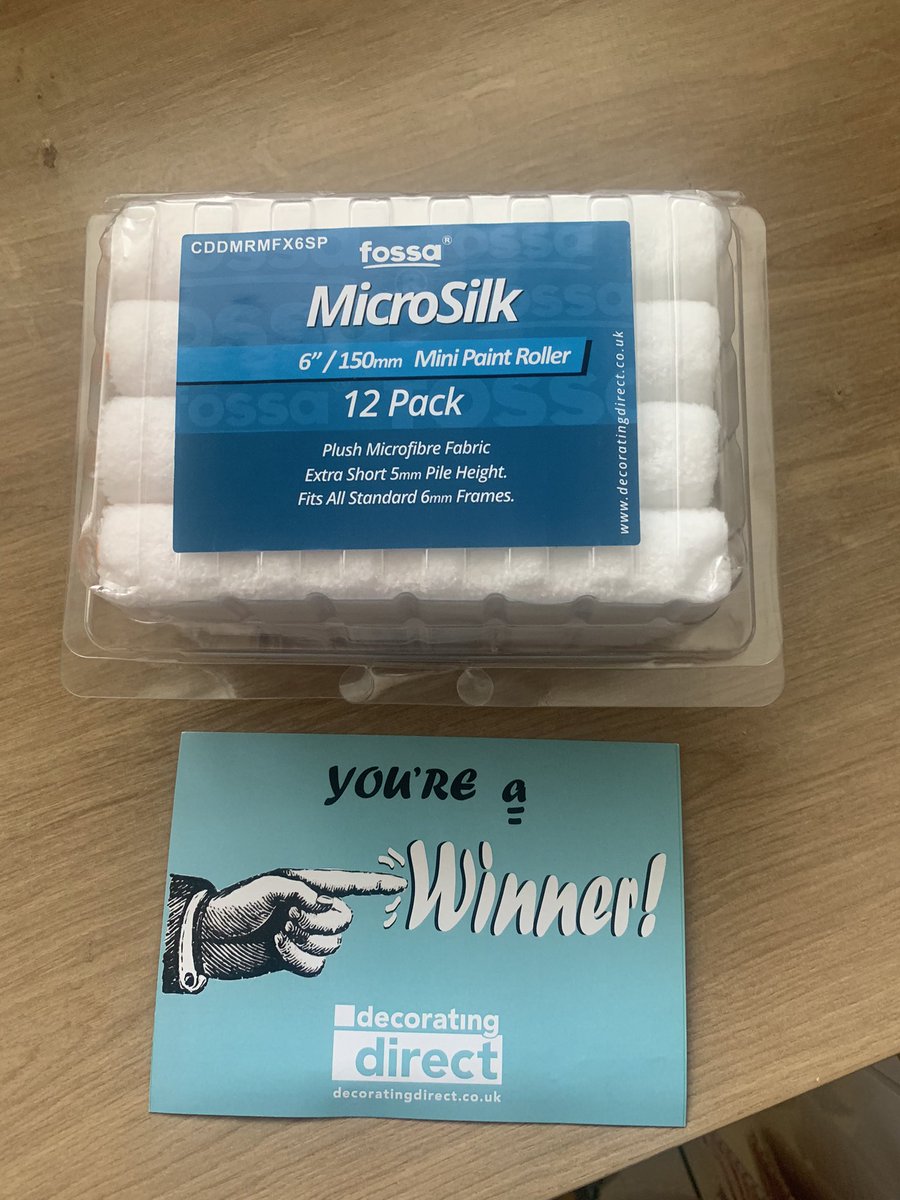 CDDMRMFX6SP
fossa®
MicroSilk
6”/150mm Mini Paint Roller
12 Pack
Plush Microfibre Fabric
Extra Short 5mm Pile Height.
Fits All Standard 6mm Frames.
www.decoratingdirect.co.uk
YOU'RE a
Winner!
decorating
direct
decoratingdirect.co.uk